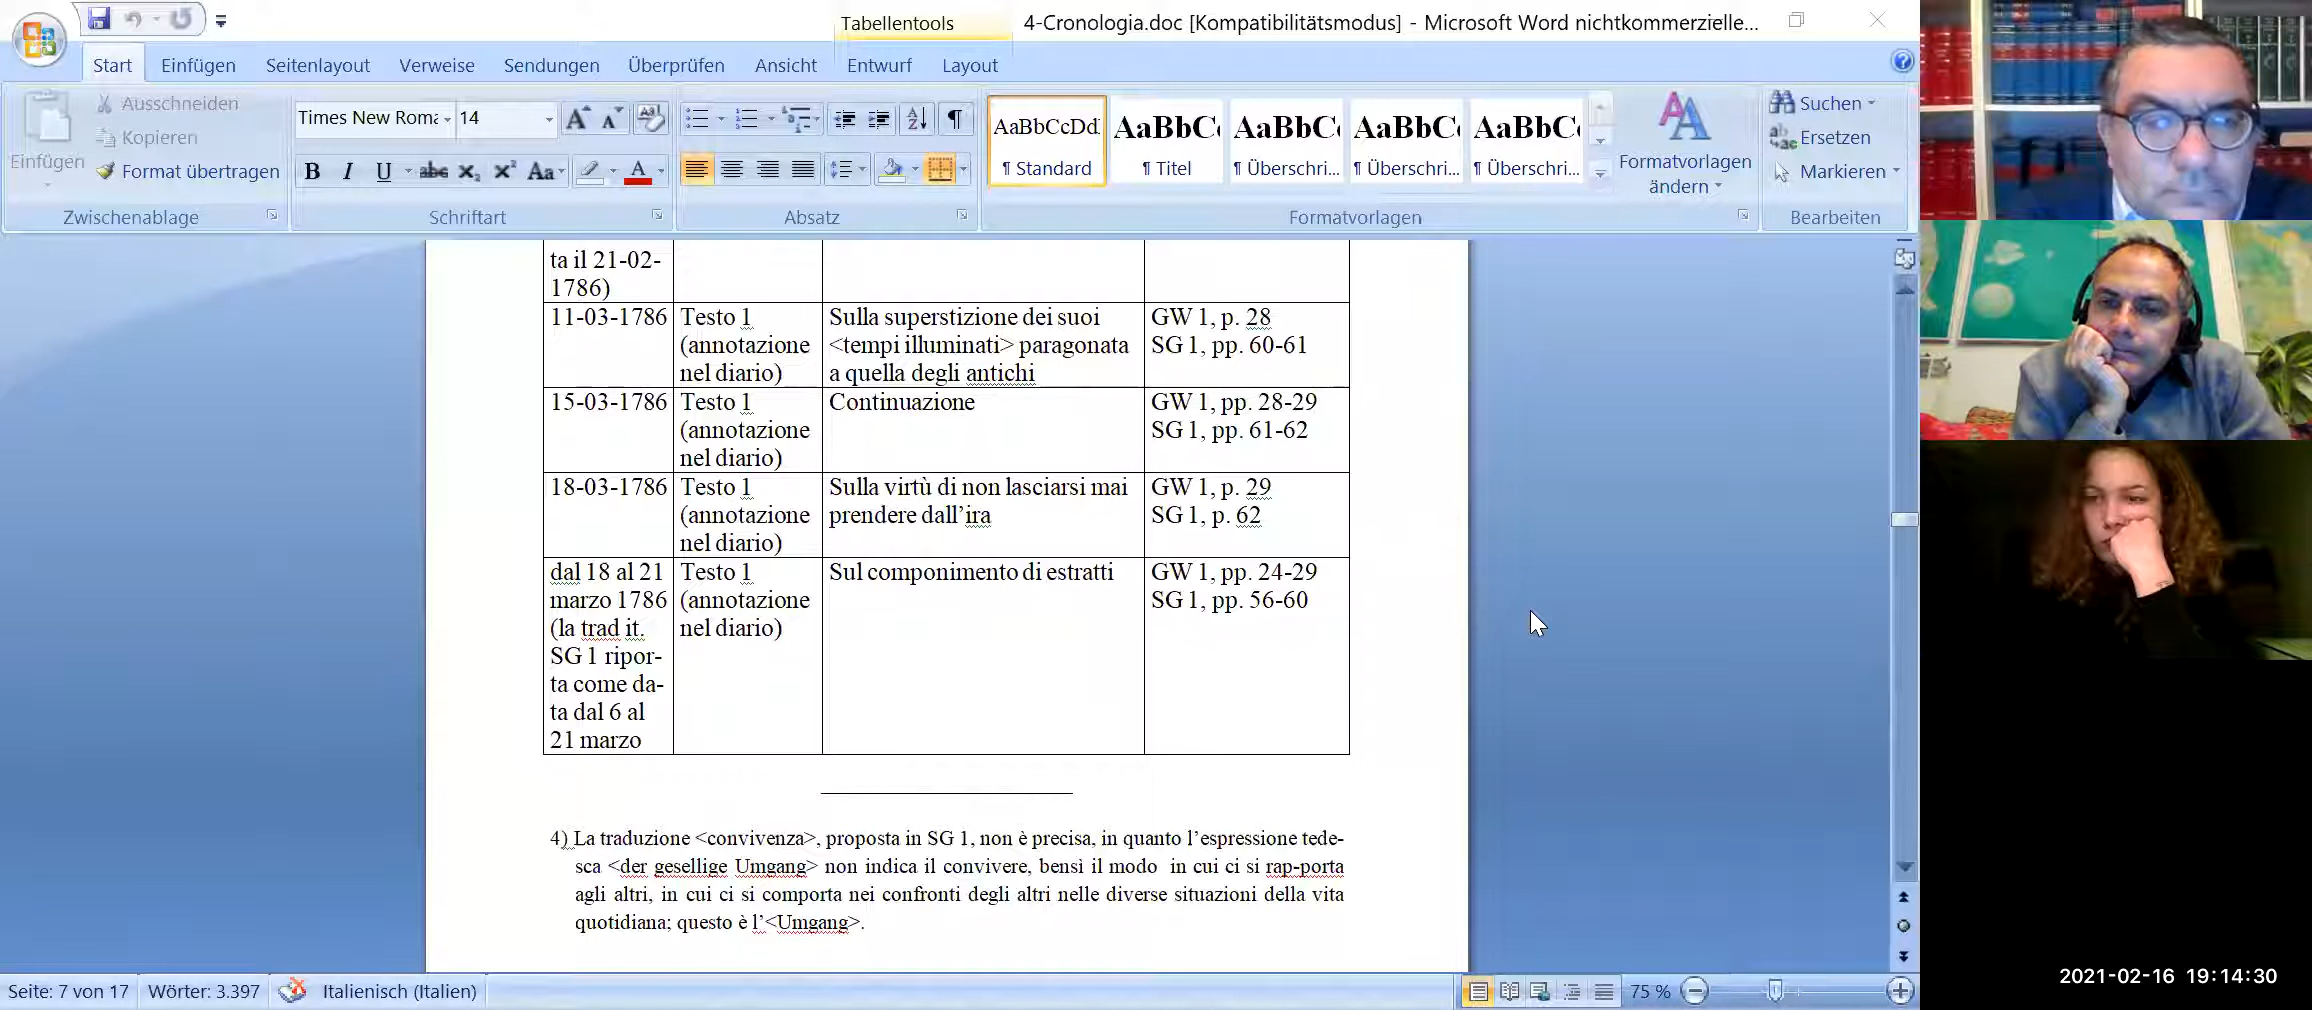 Tabellentools
4-Cronologia.doc [Kompatibilitätsmodus] - Microsoft Word nichtkommerzielle...
Start Einfügen Seitenlayout Verweise Sendungen Überprüfen Ansicht Entwurf Layout
Einfügen
Ausschneiden
Kopieren
Format übertragen
Zwischenablage
Times New Roma 14
Schriftart
Absatz
AaBbCcDd
¶ Standard
AaBbC
¶ Titel
AaBbC
¶ Überschri...
AaBbC
¶ Überschri...
AaBbC
¶ Überschri...
Formatvorlagen
ändern
Formatvorlagen
Suchen
Ersetzen
Markieren
Bearbeiten
ta il 21-02-
1786)
11-03-1786
Testo 1
(annotazione
nel diario)
Sulla superstizione dei suoi
<tempi illuminati> paragonata
a quella degli antichi
GW 1, p. 28
SG 1, pp. 60-61
15-03-1786
Testo 1
(annotazione
nel diario)
Continuazione
GW 1, pp. 28-29
SG 1, pp. 61-62
18-03-1786
Testo 1
(annotazione
nel diario)
Sulla virtù di non lasciarsi mai
prendere dall’ira
GW 1, p. 29
SG 1, p. 62
dal 18 al 21
marzo 1786
(la trad it.
SG 1 ripor-
ta come da-
ta dal 6 al
21 marzo
Testo 1
(annotazione
nel diario)
Sul componimento di estratti
GW 1, pp. 24-29
SG 1, pp. 56-60
4) La traduzione <convivenza>, proposta in SG 1, non è precisa, in quanto l’espressione tede-
sca <der gesellige Umgang> non indica il convivere, bensì il modo in cui ci si rap-porta
agli altri, in cui ci si comporta nei confronti degli altri nelle diverse situazioni della vita
quotidiana; questo è l’<Umgang>.
Seite: 7 von 17 Wörter: 3.397 Italienisch (Italien) 75 %
2021-02-16 19:14:30